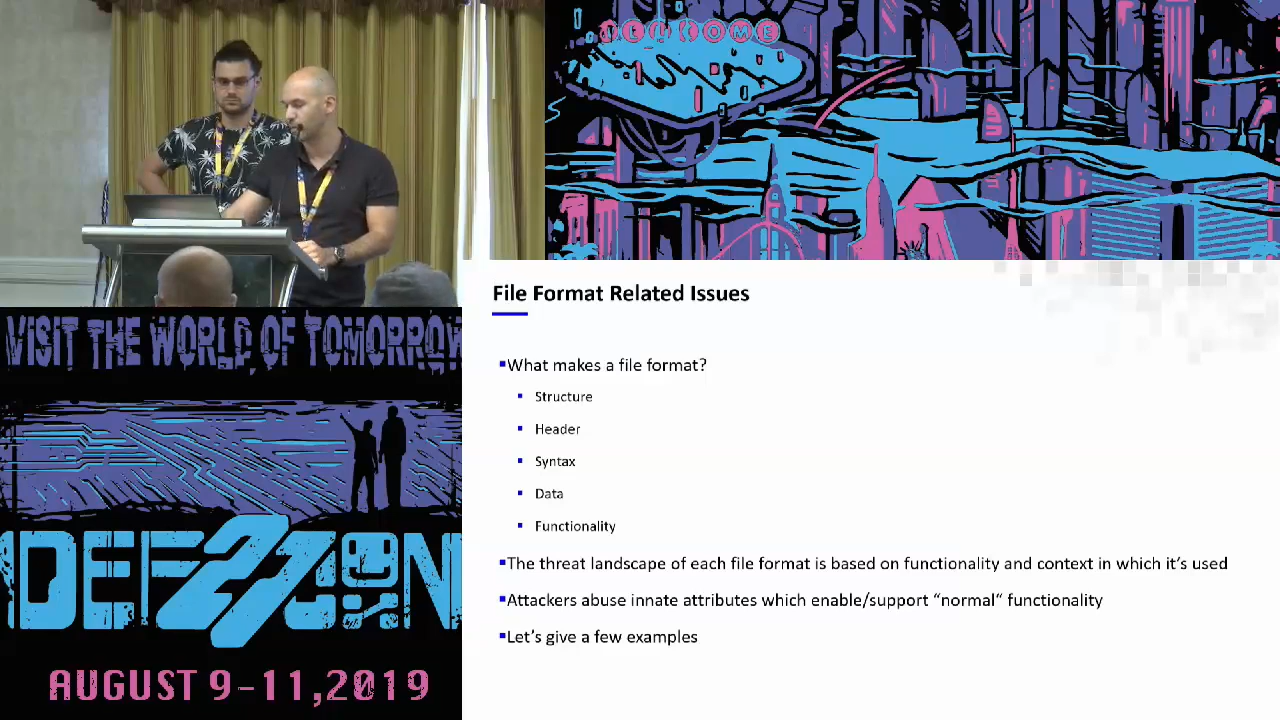 WELCOME
File Format Related Issues
▪What makes a file format?
▪ Structure
▪ Header
▪ Syntax
▪ Data
▪ Functionality
▪The threat landscape of each file format is based on functionality and context in which it's used
▪Attackers abuse innate attributes which enable/support “normal“ functionality
▪Let's give a few examples
VISIT THE WORLD OF TOMORROW
DEF27CON
AUGUST 9-11,2019